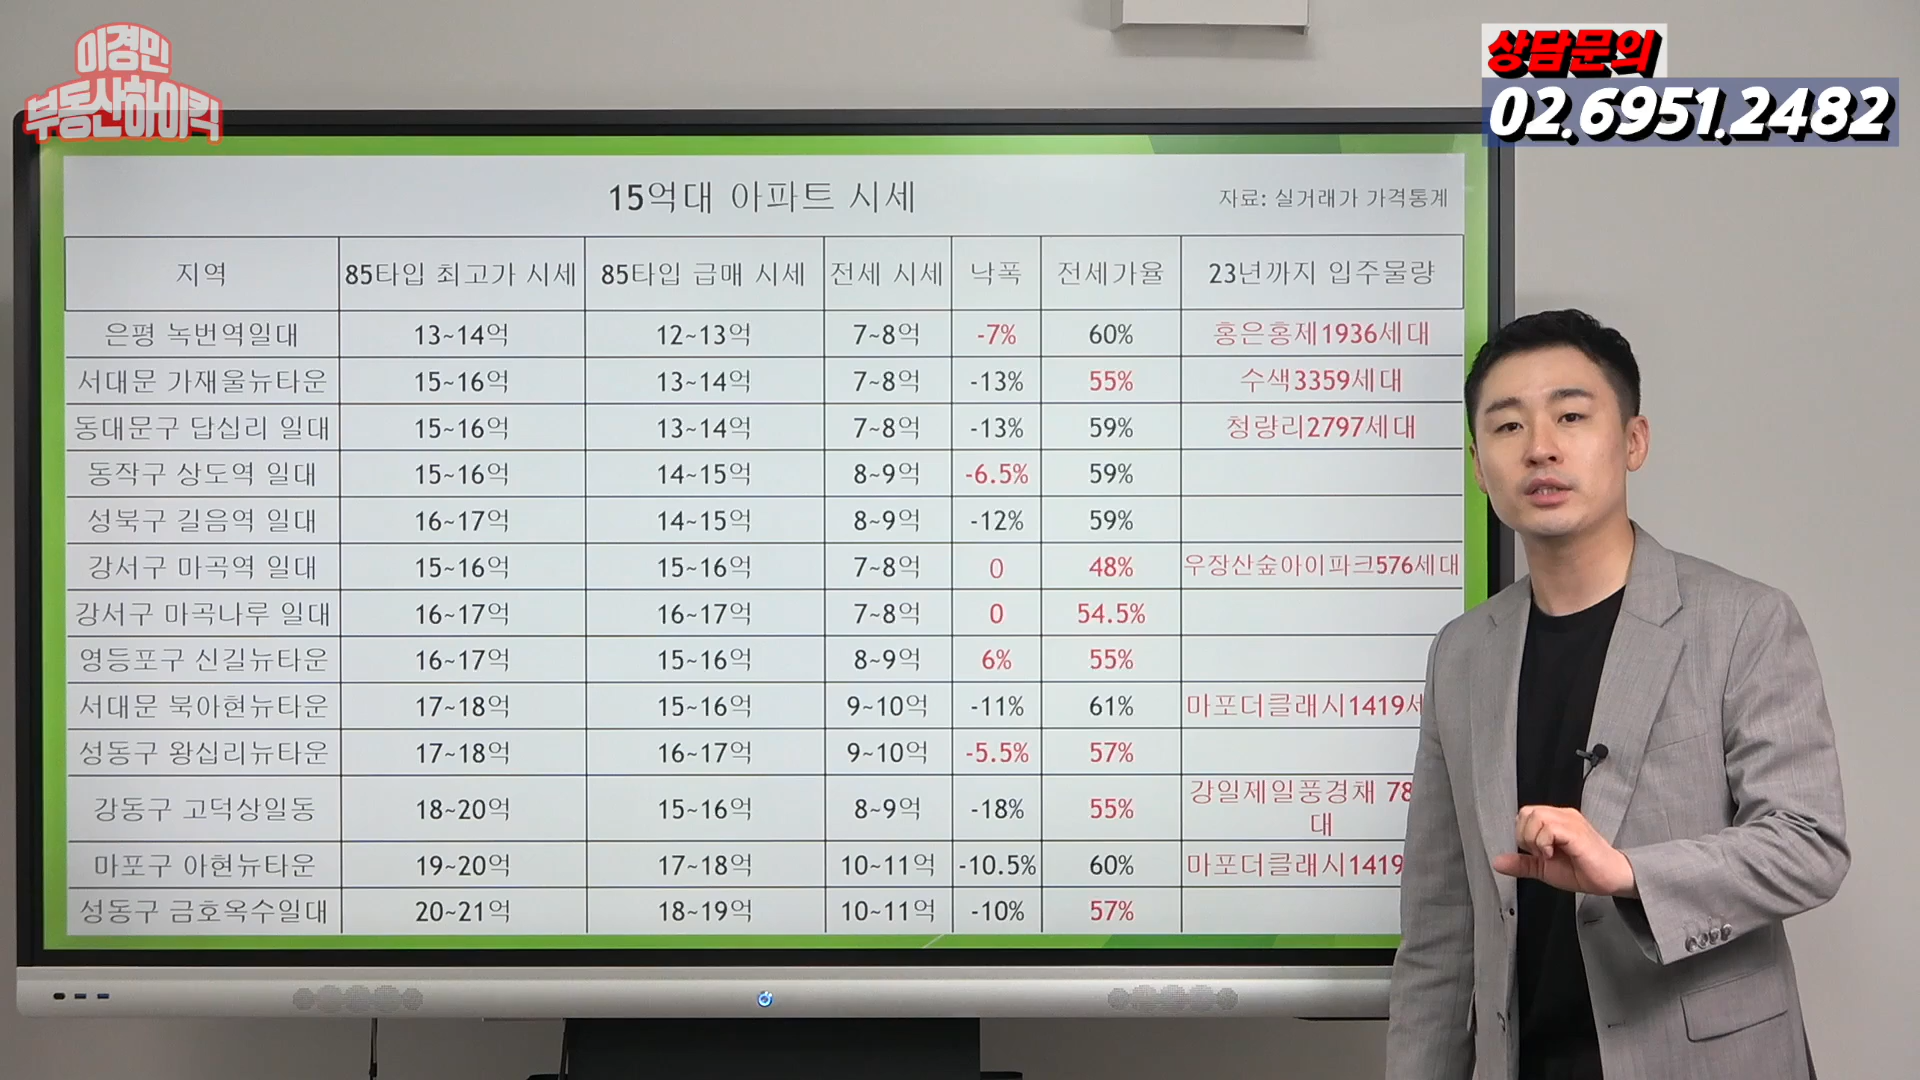 이경민
부동산하이킥
상담문의
02.6951.2482
15억대 아파트 시세
자료: 실거래가 가격통계
지역 85타입 최고가 시세 85타입 급매 시세 전세 시세 낙폭 전세가율 23년까지 입주물량
은평 녹번역일대 13~14억 12~13억 7~8억 -7% 60% 홍은홍제1936세대
서대문 가재울뉴타운 15~16억 13~14억 7~8억 -13% 55% 수색3359세대
동대문구 답십리 일대 15~16억 13~14억 7~8억 -13% 59% 청량리2797세대
동작구 상도역 일대 15~16억 14~15억 8~9억 -6.5% 59%
성북구 길음역 일대 16~17억 14~15억 8~9억 -12% 59%
강서구 마곡역 일대 15~16억 15~16억 7~8억 0 48% 우장산숲아이파크576세대
강서구 마곡나루 일대 16~17억 16~17억 7~8억 0 54.5%
영등포구 신길뉴타운 16~17억 15~16억 8~9억 6% 55%
서대문 북아현뉴타운 17~18억 15~16억 9~10억 -11% 61% 마포더클래시1419세
성동구 왕십리뉴타운 17~18억 16~17억 9~10억 -5.5% 57%
강동구 고덕상일동 18~20억 15~16억 8~9억 -18% 55% 강일제일풍경채 78
대
마포구 아현뉴타운 19~20억 17~18억 10~11억 -10.5% 60% 마포더클래시1419
성동구 금호옥수일대 20~21억 18~19억 10~11억 -10% 57%